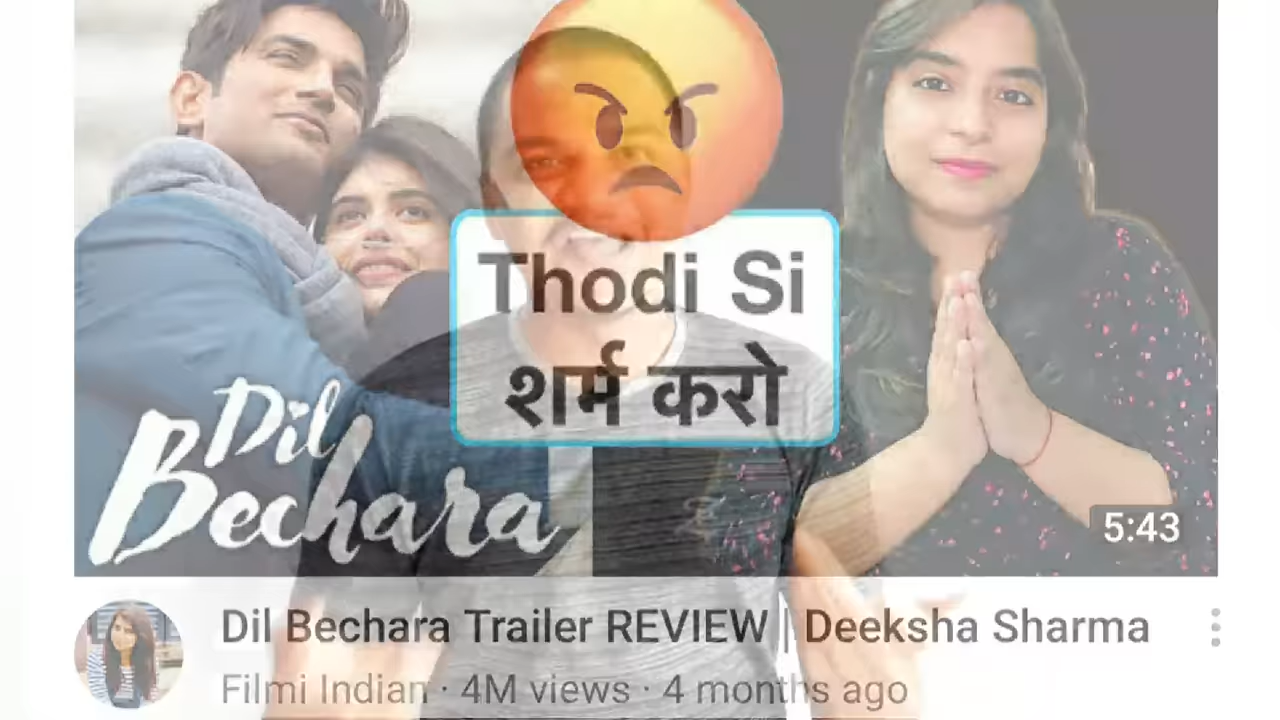 Thodi Si
शर्म करो
Dil
Bechara
5:43
Dil Bechara Trailer REVIEW | Deeksha Sharma
Filmi Indian · 4M views · 4 months ago